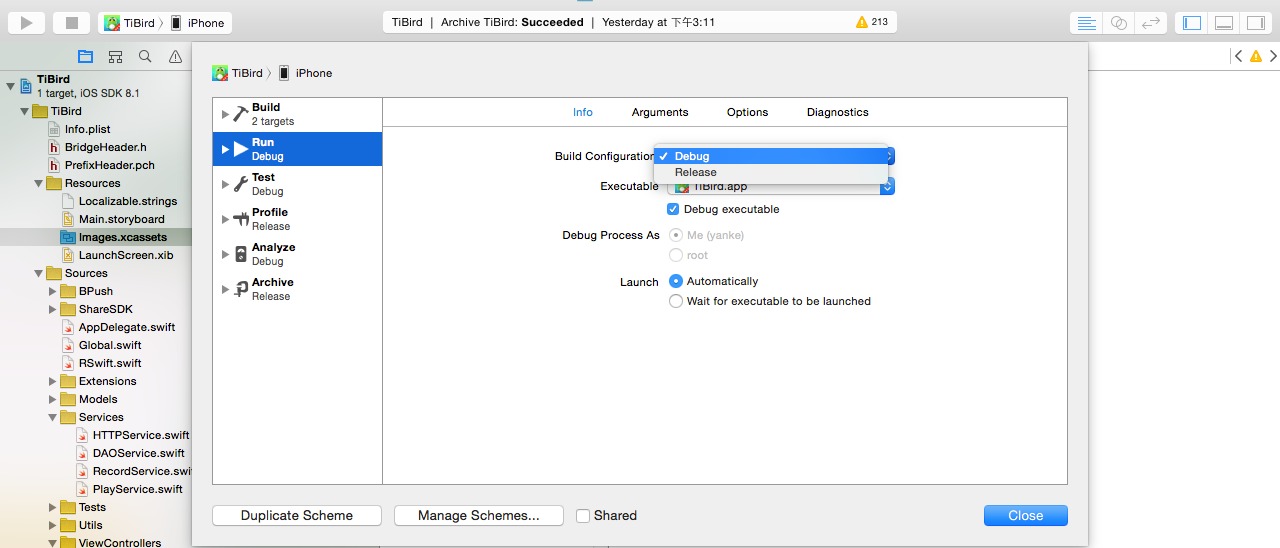 TiBird 〉 iPhone
TiBird | Archive TiBird: Succeeded | Yesterday at 下午3:11
213
TiBird
1 target, iOS SDK 8.1
TiBird
Info.plist
BridgeHeader.h
PrefixHeader.pch
Resources
Localizable.strings
Main.storyboard
Images.xcassets
LaunchScreen.xib
Sources
BPush
ShareSDK
AppDelegate.swift
Global.swift
RSwift.swift
Extensions
Models
Services
HTTPService.swift
DAOService.swift
RecordService.swi
PlayService.swift
Tests
Utils
ViewControllers
TiBird 〉 iPhone
Build
2 targets
Run
Debug
Test
Debug
Profile
Release
Analyze
Debug
Archive
Release
Info Arguments Options Diagnostics
Build Configuration
✓ Debug
Release
Executable TiBird.app
Debug executable
Debug Process As Me (yanke)
root
Launch Automatically
Wait for executable to be launched
Duplicate Scheme Manage Schemes... Shared Close